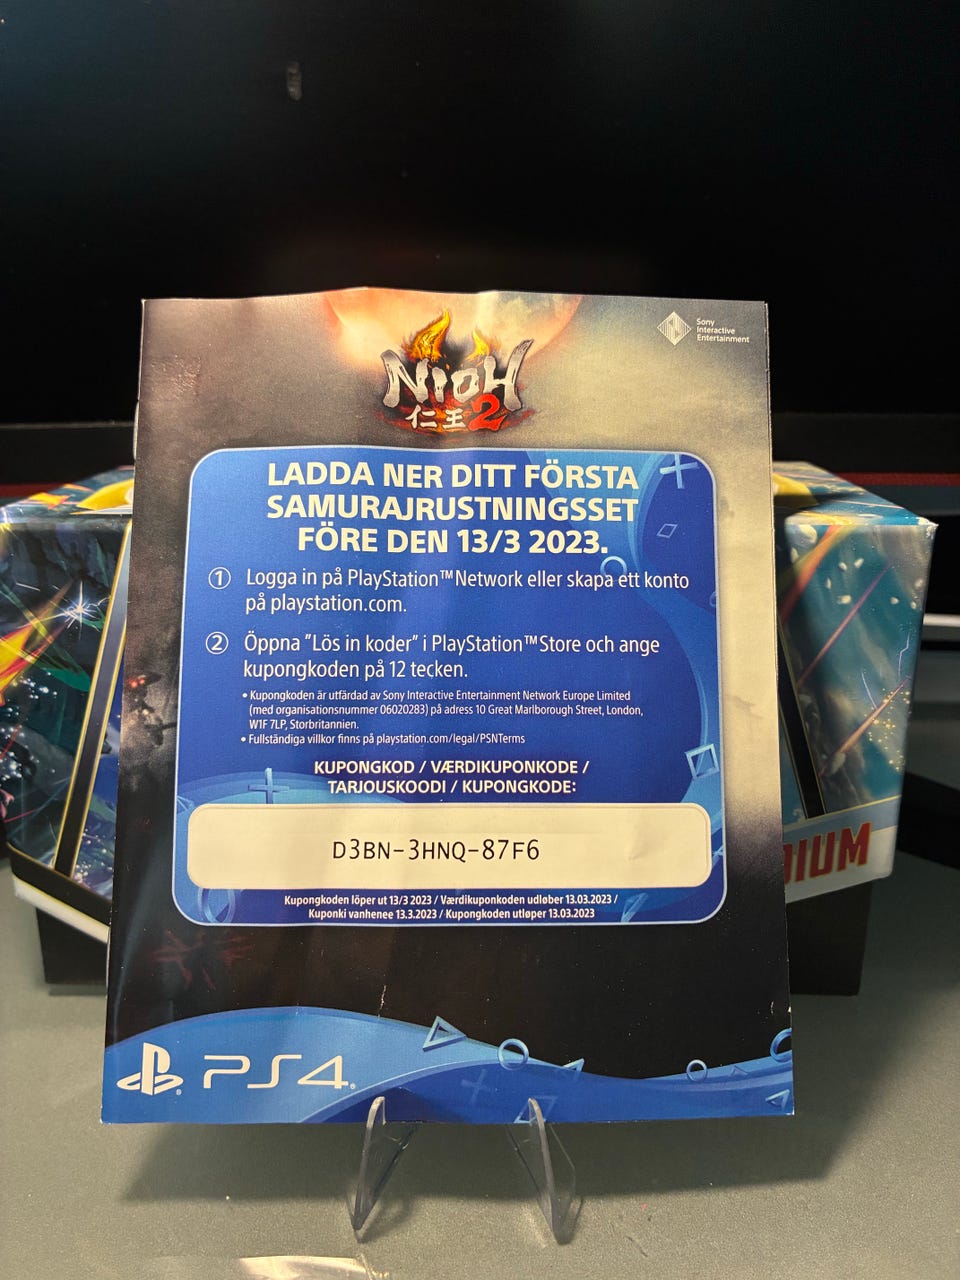 Sony
Interactive
Entertainment
NIOH
仁王2
LADDA NER DITT FÖRSTA
SAMURAJRUSTNINGSSET
FÖRE DEN 13/3 2023.
① Logga in på PlayStation™Network eller skapa ett konto
på playstation.com.
② Öppna "Lös in koder" i PlayStation™Store och ange
kupongkoden på 12 tecken.
• Kupongkoden är utfärdad av Sony Interactive Entertainment Network Europe Limited
(med organisationsnummer 06020283) på adress 10 Great Marlborough Street, London,
W1F 7LP, Storbritannien.
• Fullständiga villkor finns på playstation.com/legal/PSNTerms
KUPONGKOD / VÆRDIKUPONKODE /
TARJOUSKOODI / KUPONGKODE:
D3BN-3HNQ-87F6
Kupongkoden löper ut 13/3 2023 / Værdikuponkoden udløber 13.03.2023 /
Kuponki vanhenee 13.3.2023 / Kupongkoden utløper 13.03.2023
PS4
DIUM